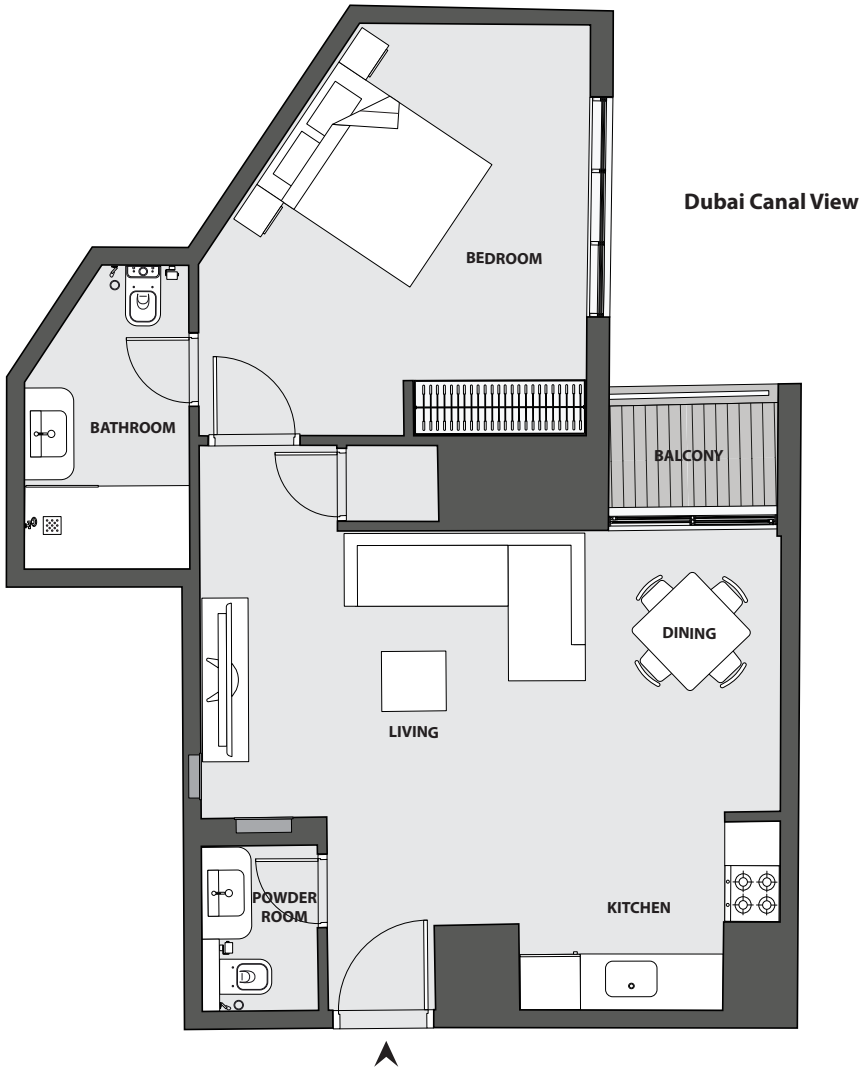 Dubai Canal View
BEDROOM
BATHROOM
BALCONY
DINING
LIVING
POWDER
ROOM
KITCHEN